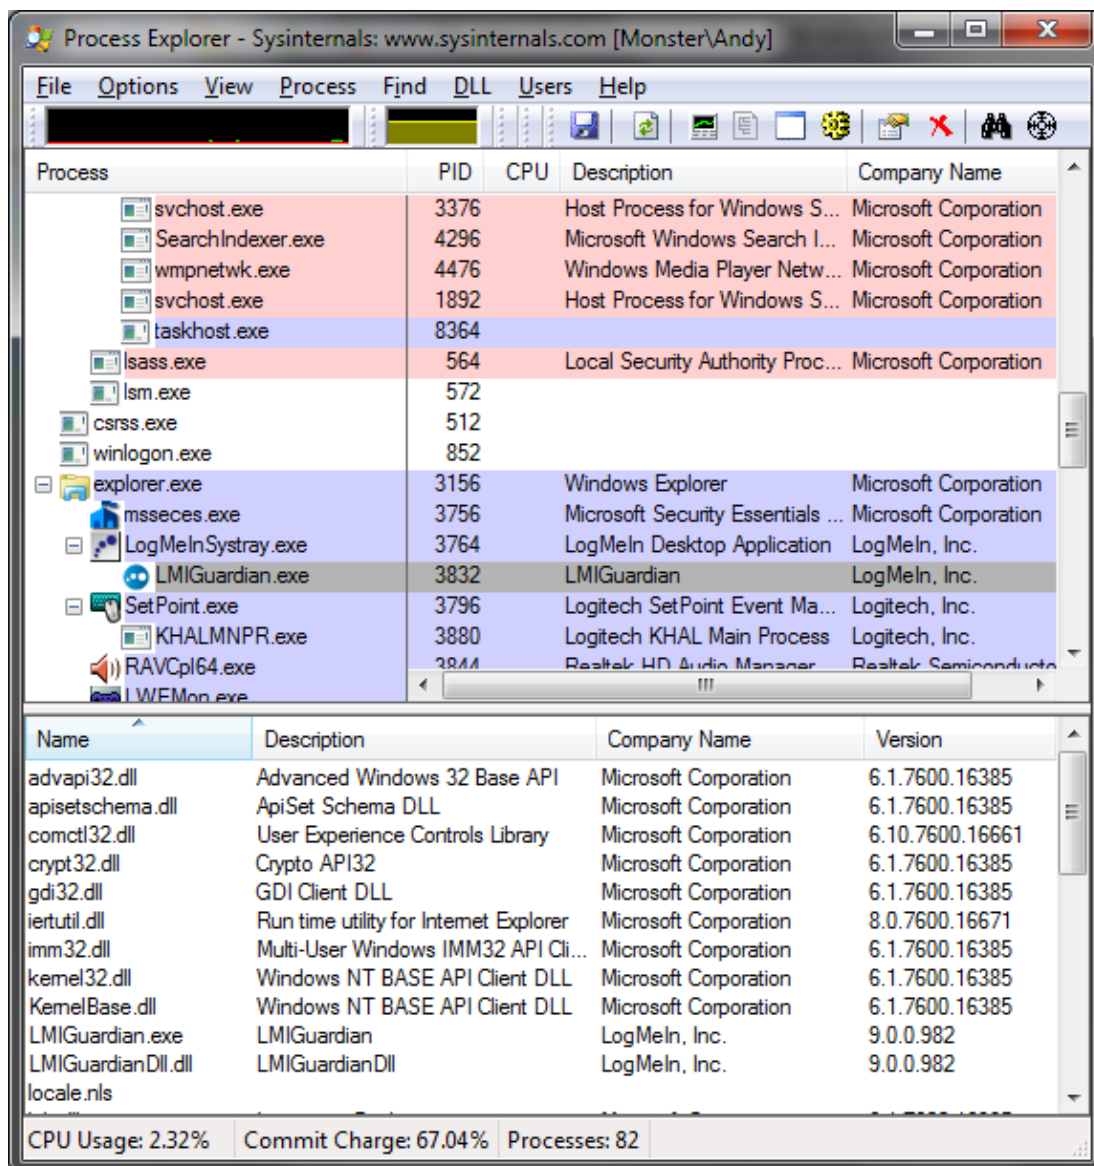 Process Explorer - Sysinternals: www.sysinternals.com [Monster\Andy]
File Options View Process Find DLL Users Help
Process PID CPU Description Company Name
svchost.exe 3376 Host Process for Windows S... Microsoft Corporation
SearchIndexer.exe 4296 Microsoft Windows Search I... Microsoft Corporation
wmpnetwk.exe 4476 Windows Media Player Netw... Microsoft Corporation
svchost.exe 1892 Host Process for Windows S... Microsoft Corporation
taskhost.exe 8364
lsass.exe 564 Local Security Authority Proc... Microsoft Corporation
lsm.exe 572
csrss.exe 512
winlogon.exe 852
explorer.exe 3156 Windows Explorer Microsoft Corporation
msseces.exe 3756 Microsoft Security Essentials ... Microsoft Corporation
LogMeInSystray.exe 3764 LogMeIn Desktop Application LogMeIn, Inc.
LMIGuardian.exe 3832 LMIGuardian LogMeIn, Inc.
SetPoint.exe 3796 Logitech SetPoint Event Ma... Logitech, Inc.
KHALMNPR.exe 3880 Logitech KHAL Main Process Logitech, Inc.
RAVCpl64.exe 3844 Realtek HD Audio Manager Realtek Semiconducto
LWEMon.exe
Name Description Company Name Version
advapi32.dll Advanced Windows 32 Base API Microsoft Corporation 6.1.7600.16385
apisetschema.dll ApiSet Schema DLL Microsoft Corporation 6.1.7600.16385
comctl32.dll User Experience Controls Library Microsoft Corporation 6.10.7600.16661
crypt32.dll Crypto API32 Microsoft Corporation 6.1.7600.16385
gdi32.dll GDI Client DLL Microsoft Corporation 6.1.7600.16385
iertutil.dll Run time utility for Internet Explorer Microsoft Corporation 8.0.7600.16671
imm32.dll Multi-User Windows IMM32 API Cli... Microsoft Corporation 6.1.7600.16385
kernel32.dll Windows NT BASE API Client DLL Microsoft Corporation 6.1.7600.16385
KernelBase.dll Windows NT BASE API Client DLL Microsoft Corporation 6.1.7600.16385
LMIGuardian.exe LMIGuardian LogMeIn, Inc. 9.0.0.982
LMIGuardianDll.dll LMIGuardianDll LogMeIn, Inc. 9.0.0.982
locale.nls
CPU Usage: 2.32% Commit Charge: 67.04% Processes: 82